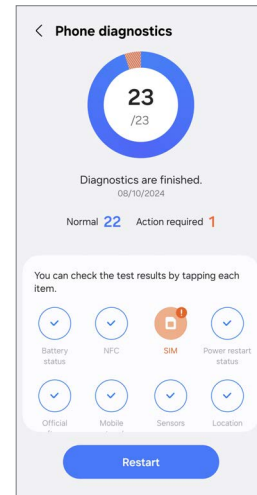 Phone diagnostics
23
/23
Diagnostics are finished.
08/10/2024
Normal 22 Action required 1
You can check the test results by tapping each
item.
Battery
status
NFC
SIM
Power restart
status
Official
Mobile
Sensors
Location
Restart